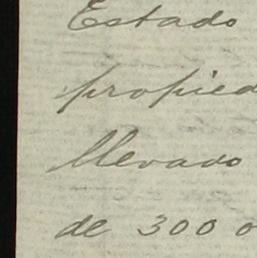 Estado
propied
llevado
de 300 o